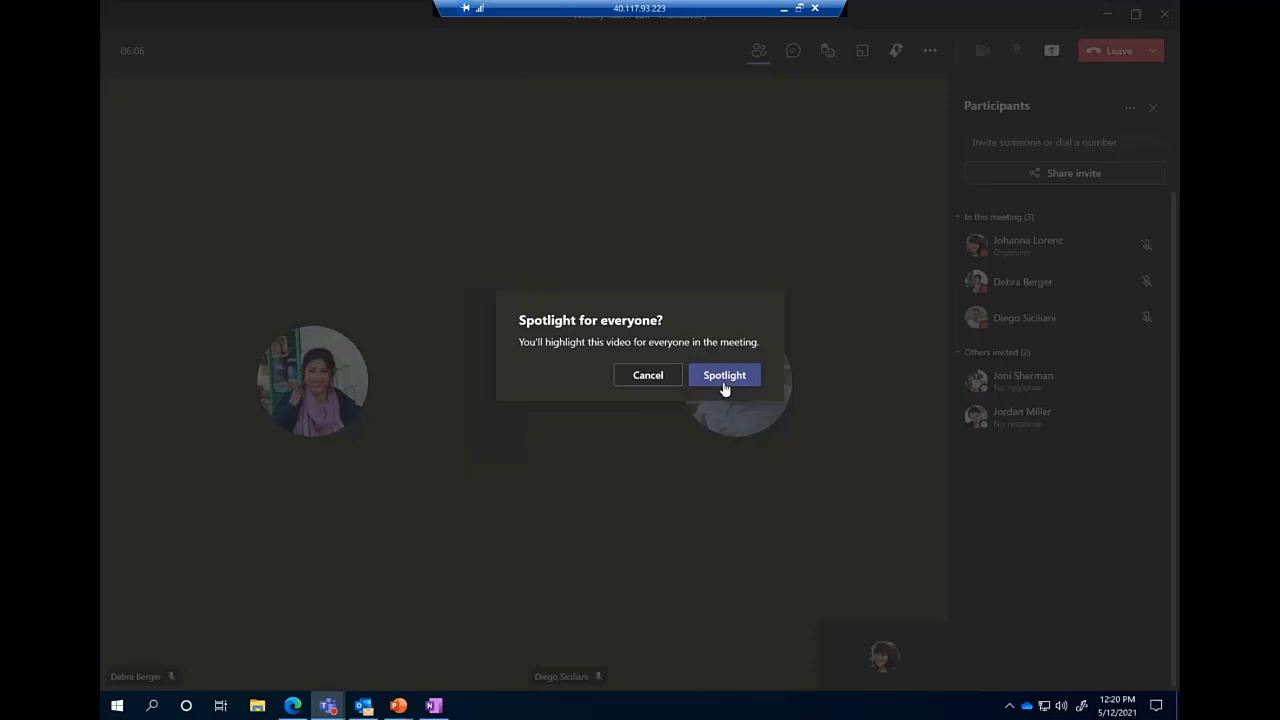 40.117.93.223
06:06
Leave
Participants
Invite someone or dial a number
Share invite
In this meeting (3)
Johanna Lorenz
Organiser
Debra Berger
Diego Siciliani
Others invited (2)
Joni Sherman
No response
Jordan Miller
No response
Spotlight for everyone?
You'll highlight this video for everyone in the meeting.
Cancel
Spotlight
Debra Berger
Diego Siciliani
12:20 PM
5/12/2021